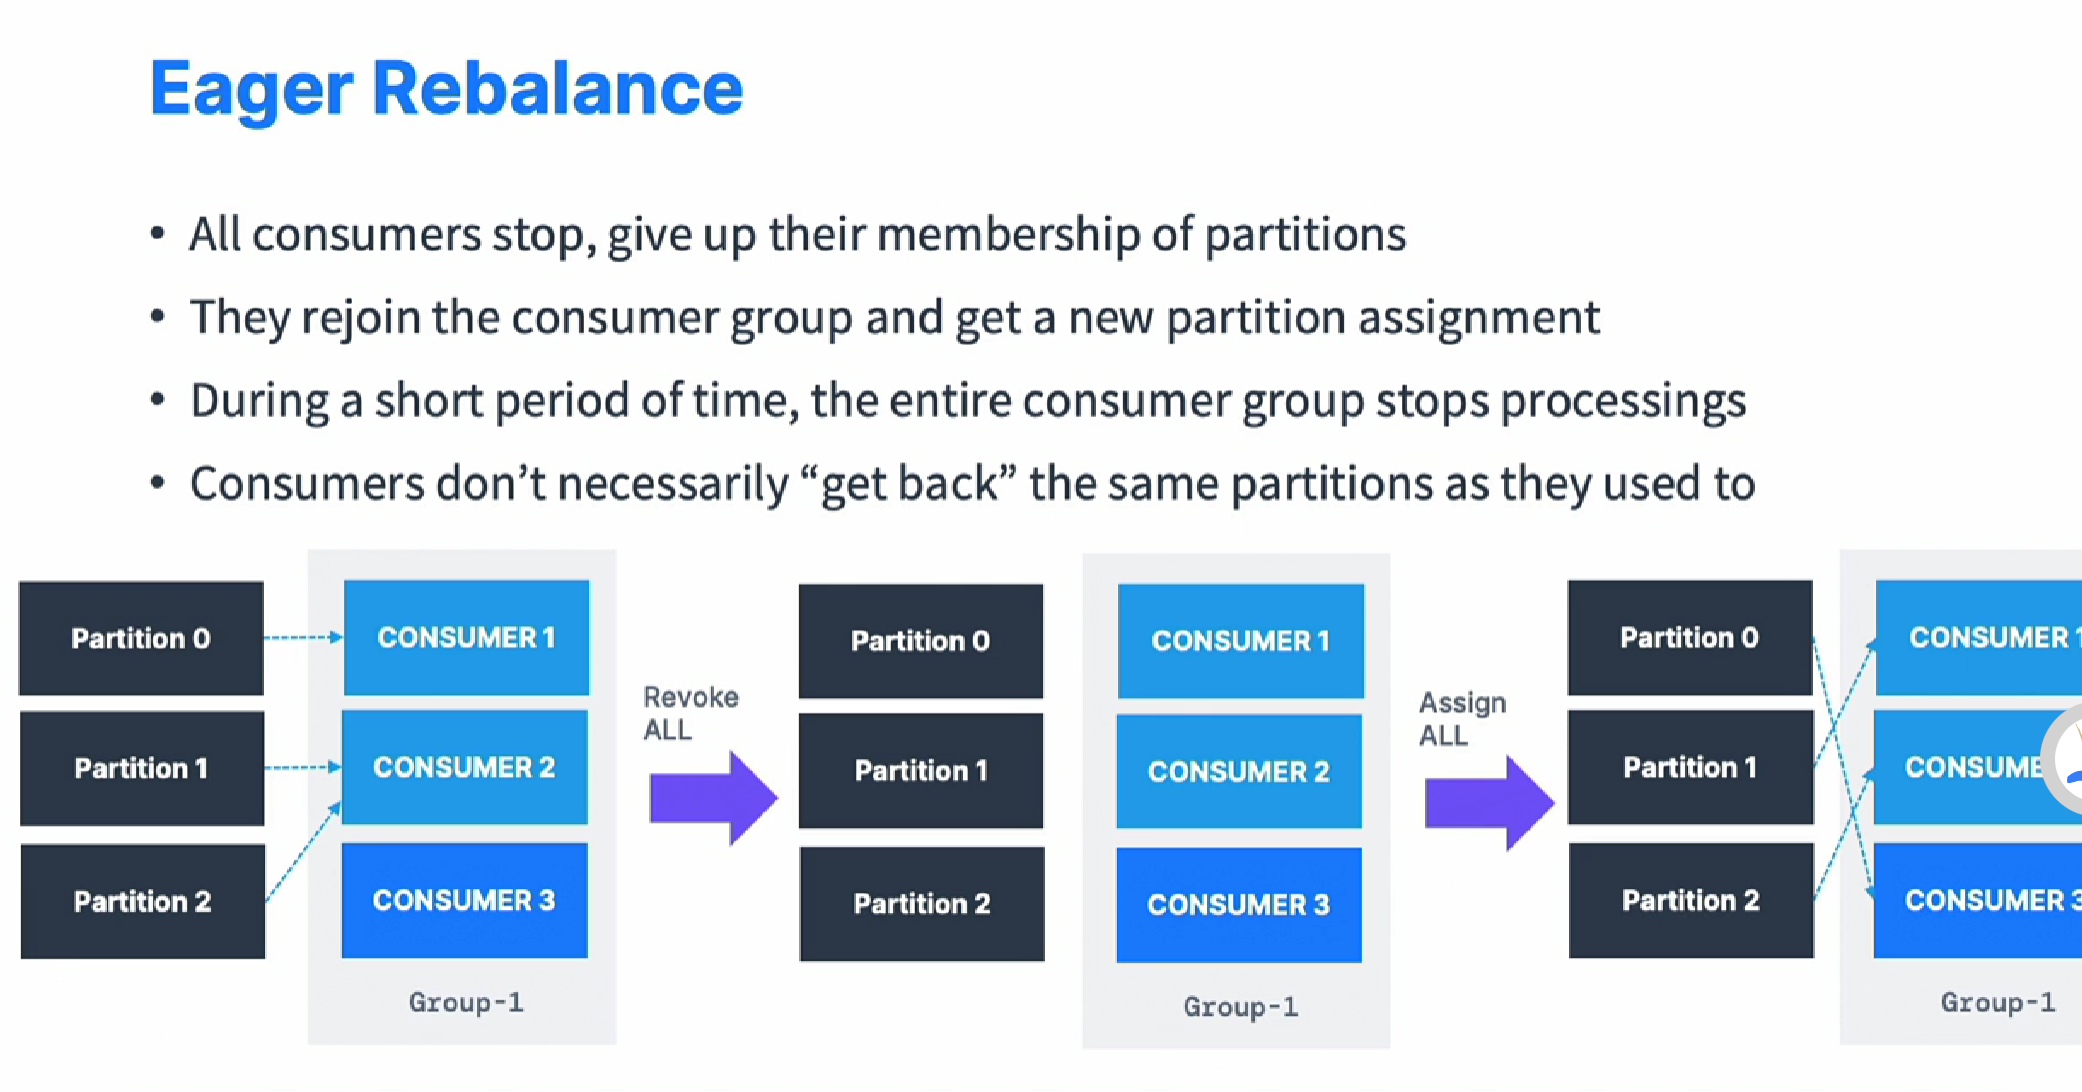 Eager Rebalance
• All consumers stop, give up their membership of partitions
• They rejoin the consumer group and get a new partition assignment
• During a short period of time, the entire consumer group stops processings
• Consumers don’t necessarily “get back” the same partitions as they used to
Partition 0
CONSUMER 1
Partition 1
CONSUMER 2
Partition 2
CONSUMER 3
Group-1
Revoke
ALL
Partition 0
CONSUMER 1
Partition 1
CONSUMER 2
Partition 2
CONSUMER 3
Group-1
Assign
ALL
Partition 0
CONSUMER 1
Partition 1
CONSUME
Partition 2
CONSUMER 3
Group-1